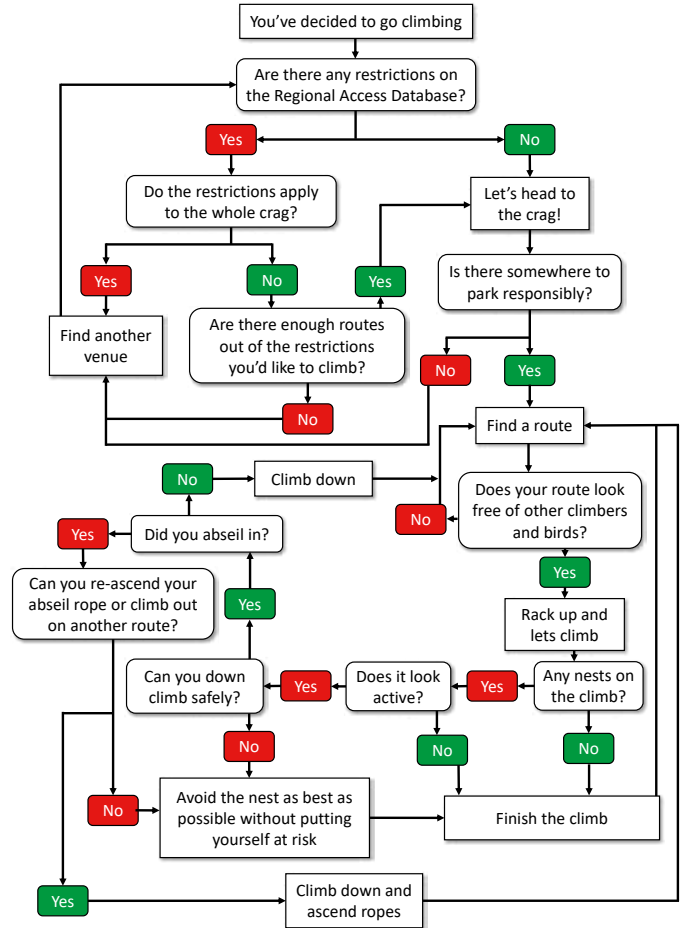 You've decided to go climbing
Are there any restrictions on
the Regional Access Database?
Yes
No
Do the restrictions apply
to the whole crag?
Let's head to
the crag!
Yes
No
Yes
Is there somewhere to
park responsibly?
Find another
venue
Are there enough routes
out of the restrictions
you'd like to climb?
No
Yes
No
Find a route
No
Climb down
Does your route look
free of other climbers
and birds?
No
Yes
Did you abseil in?
Yes
Can you re-ascend your
abseil rope or climb out
on another route?
Yes
Rack up and
lets climb
Can you down
climb safely?
Yes
Does it look
active?
Yes
Any nests on
the climb?
No
No
No
No
Avoid the nest as best as
possible without putting
yourself at risk
Finish the climb
Yes
Climb down and
ascend ropes